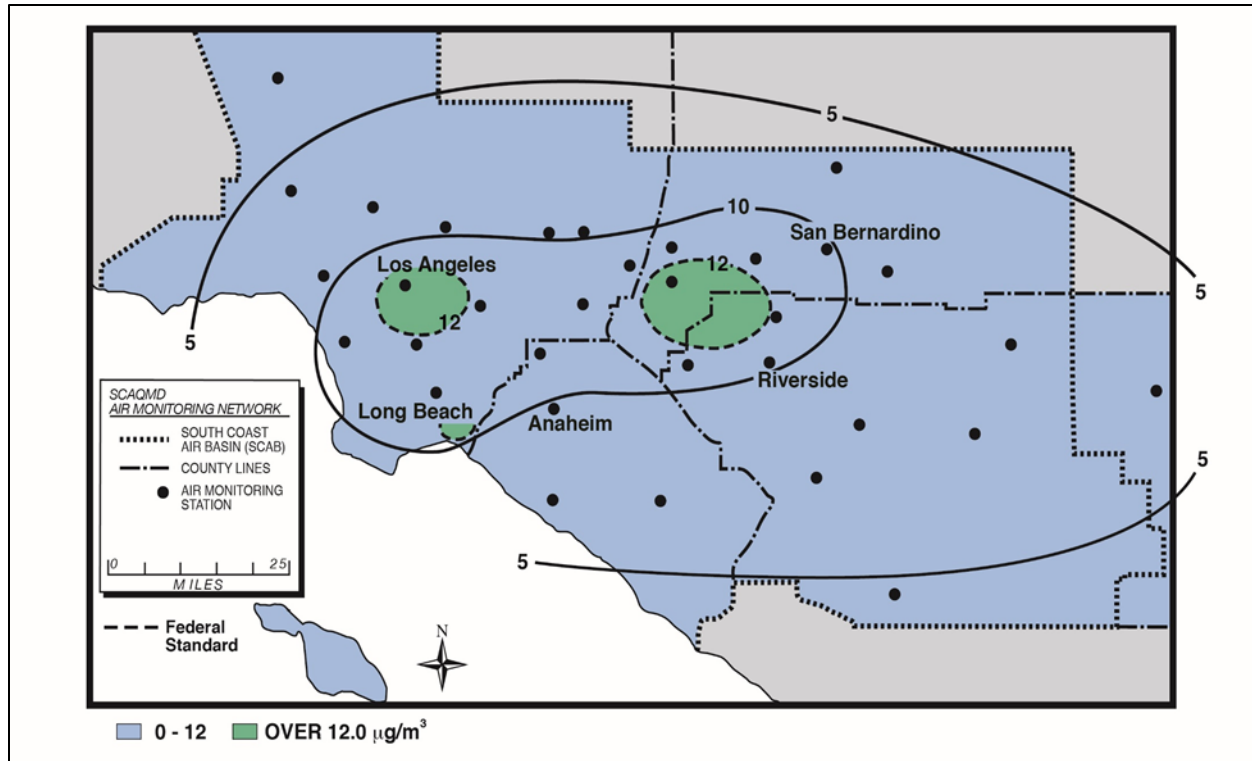 5
10
San Bernardino
Los Angeles
12
12
5
5
Riverside
Long Beach
Anaheim
5
5
SCAQMD
AIR MONITORING NETWORK
SOUTH COAST
AIR BASIN (SCAB)
COUNTY LINES
AIR MONITORING
STATION
0 25
MILES
Federal
Standard
N
0 - 12
OVER 12.0 µg/m³